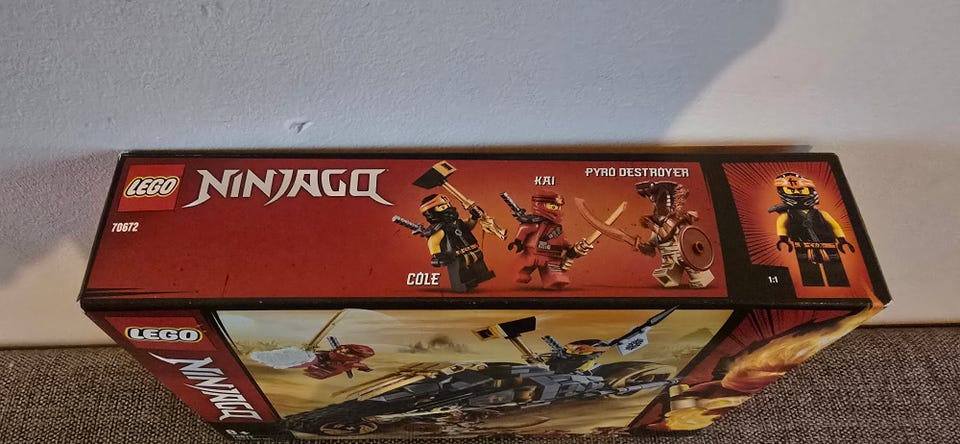 LEGO NINJAGO
70672
COLE
KAI
PYRO DESTROYER
1:1
LEGO
NINJAGO